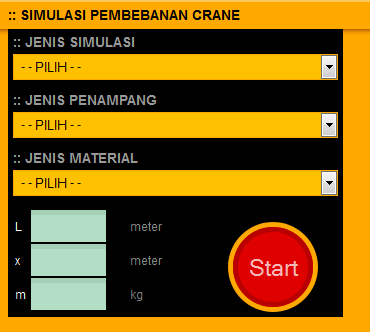 :: SIMULASI PEMBEBANAN CRANE
:: JENIS SIMULASI
- - PILIH - -
:: JENIS PENAMPANG
- - PILIH - -
:: JENIS MATERIAL
- - PILIH - -
L meter
x meter
Start
m kg